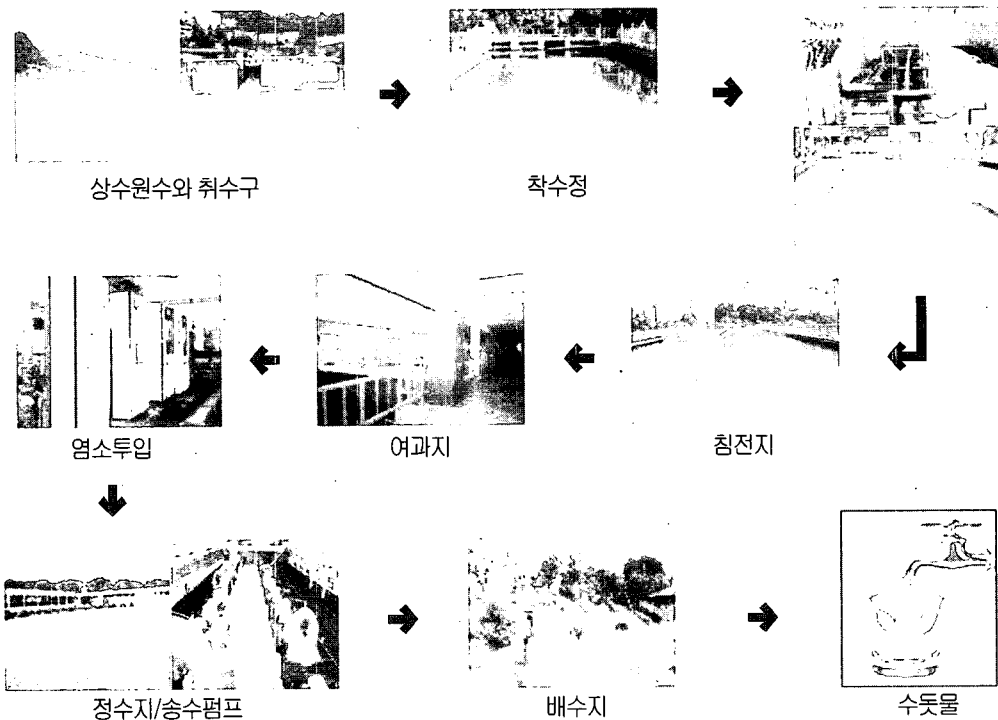 상수원수와 취수구
착수정
침전지
여과지
염소투입
정수지/송수펌프
배수지
수돗물